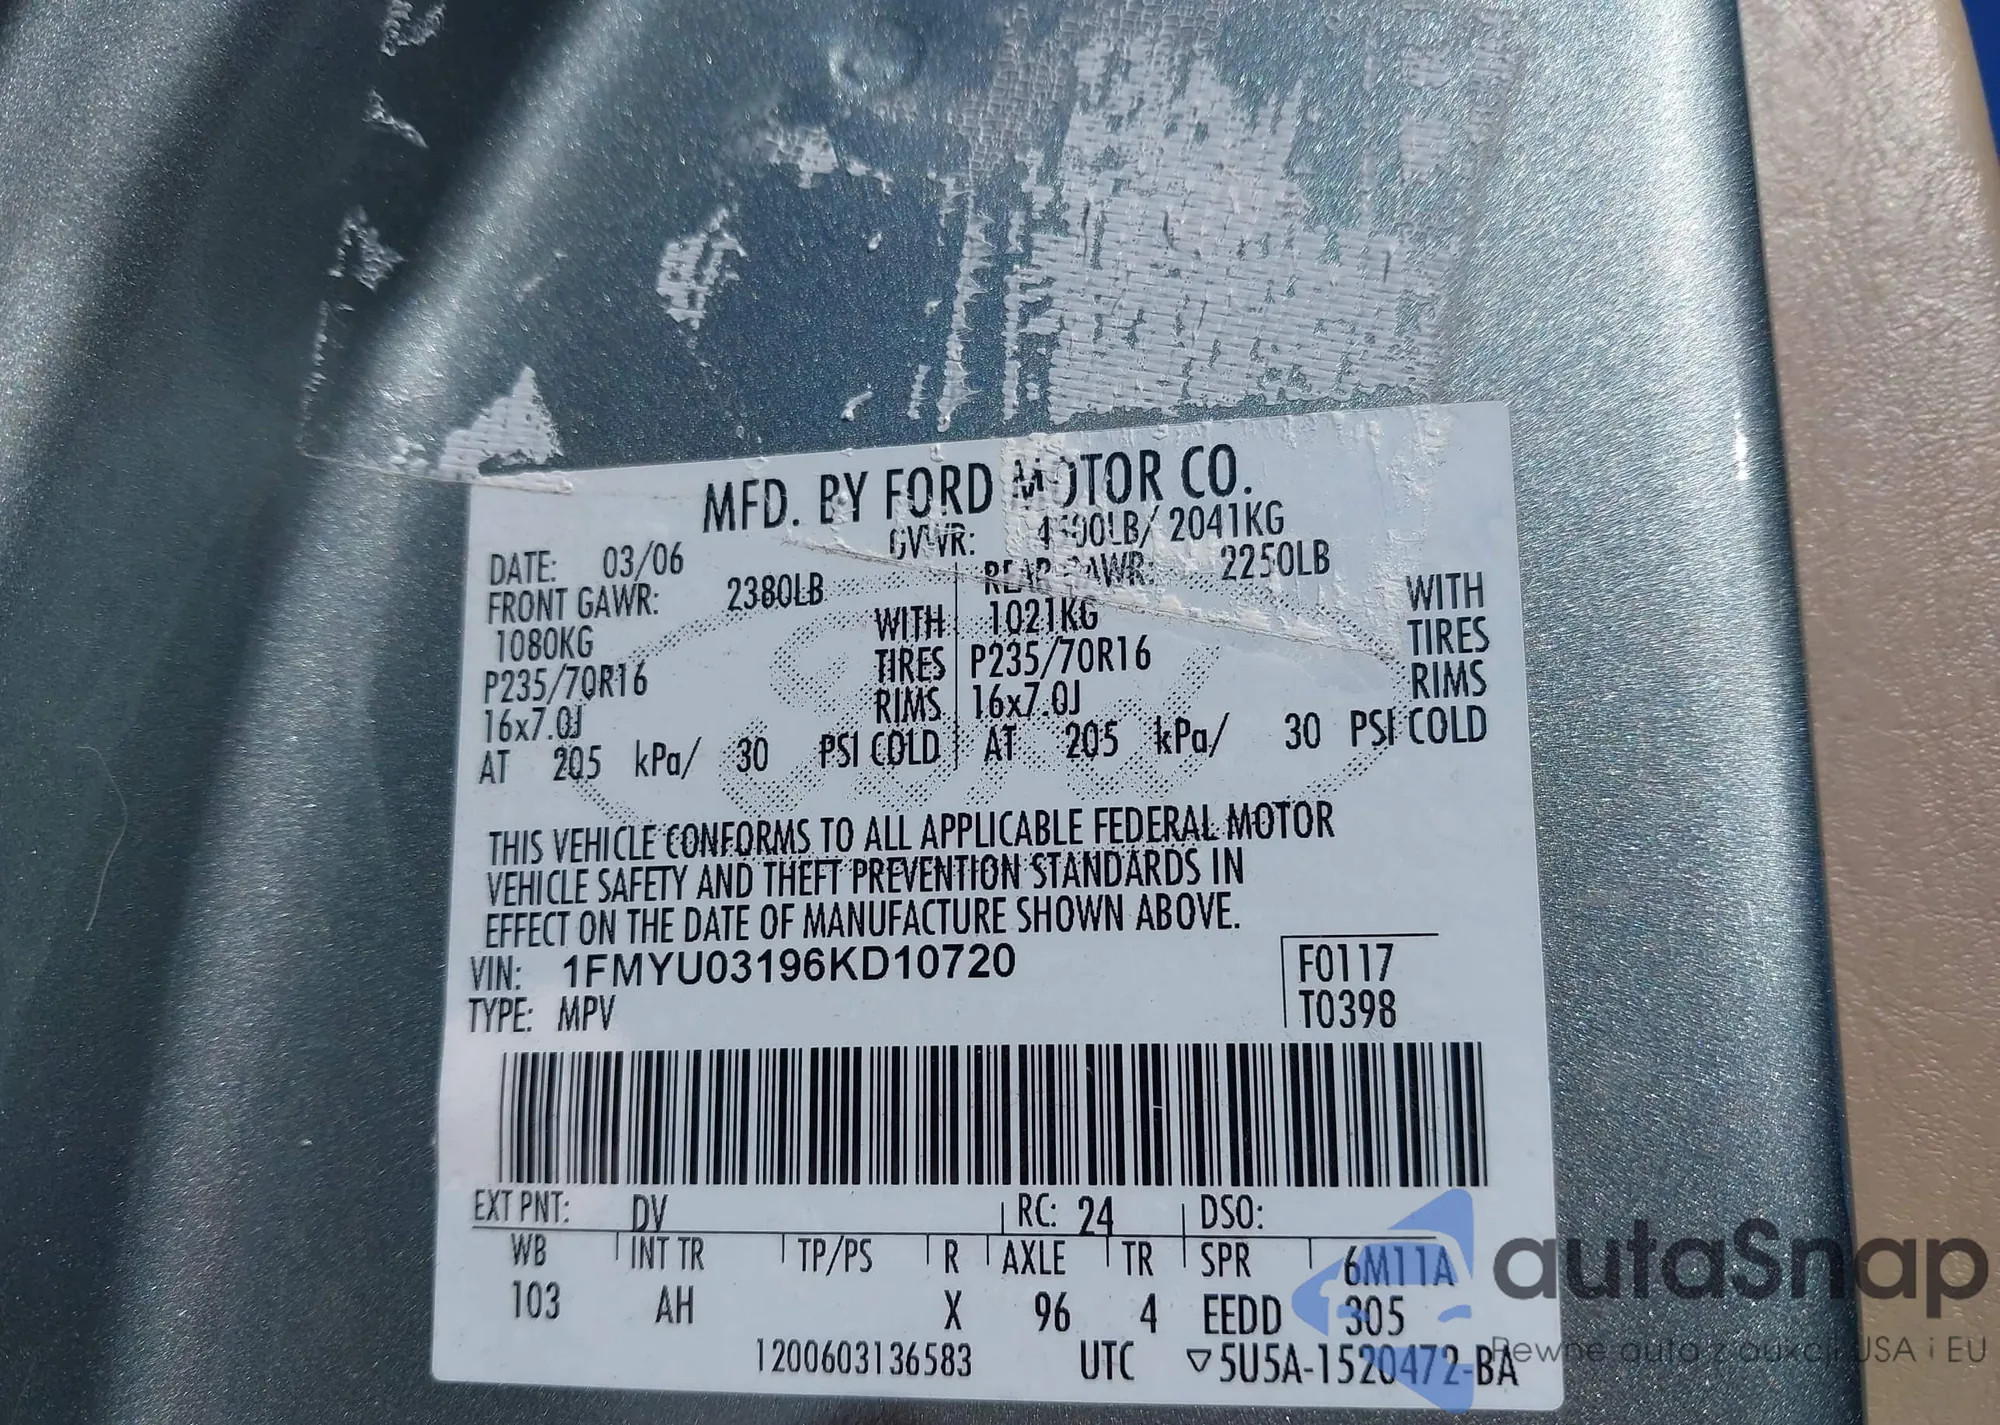 MFD. BY FORD MOTOR CO.
DATE: 03/06 GVWR: 4500LB/ 2041KG
FRONT GAWR: 2380LB REAR GAWR: 2250LB
1080KG WITH 1021KG WITH
P235/70R16 TIRES P235/70R16 TIRES
16x7.0J RIMS 16x7.0J RIMS
AT 205 kPa/ 30 PSI COLD AT 205 kPa/ 30 PSI COLD
THIS VEHICLE CONFORMS TO ALL APPLICABLE FEDERAL MOTOR
VEHICLE SAFETY AND THEFT PREVENTION STANDARDS IN
EFFECT ON THE DATE OF MANUFACTURE SHOWN ABOVE.
VIN: 1FMYU03196KD10720 F0117
TYPE: MPV T0398
EXT PNT: DV RC: 24 DSO:
WB INT TR TP/PS R AXLE TR SPR 6M11A
103 AH X 96 4 EEDD 305
1200603136583 UTC ▽5U5A-1520472-BA
autaSnap
Pewne auta z aukcji USA i EU